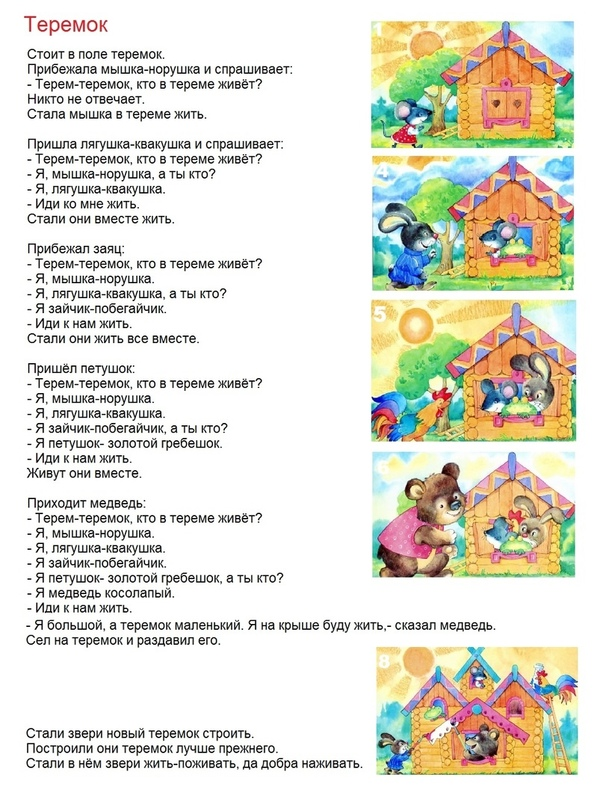 Теремок
Стоит в поле теремок.
Прибежала мышка-норушка и спрашивает:
- Терем-теремок, кто в тереме живёт?
Никто не отвечает.
Стала мышка в тереме жить.
Пришла лягушка-квакушка и спрашивает:
- Терем-теремок, кто в тереме живёт?
- Я, мышка-норушка, а ты кто?
- Я, лягушка-квакушка.
- Иди ко мне жить.
Стали они вместе жить.
Прибежал заяц:
- Терем-теремок, кто в тереме живёт?
- Я, мышка-норушка.
- Я, лягушка-квакушка, а ты кто?
- Я зайчик-побегайчик.
- Иди к нам жить.
Стали они жить все вместе.
Пришёл петушок:
- Терем-теремок, кто в тереме живёт?
- Я, мышка-норушка.
- Я, лягушка-квакушка.
- Я зайчик-побегайчик, а ты кто?
- Я петушок- золотой гребешок.
- Иди к нам жить.
Живут они вместе.
Приходит медведь:
- Терем-теремок, кто в тереме живёт?
- Я, мышка-норушка.
- Я, лягушка-квакушка.
- Я зайчик-побегайчик.
- Я петушок- золотой гребешок, а ты кто?
- Я медведь косолапый.
- Иди к нам жить.
- Я большой, а теремок маленький. Я на крыше буду жить,- сказал медведь.
Сел на теремок и раздавил его.
Стали звери новый теремок строить.
Построили они теремок лучше прежнего.
Стали в нём звери жить-поживать, да добра наживать.
1
4
5
6
8